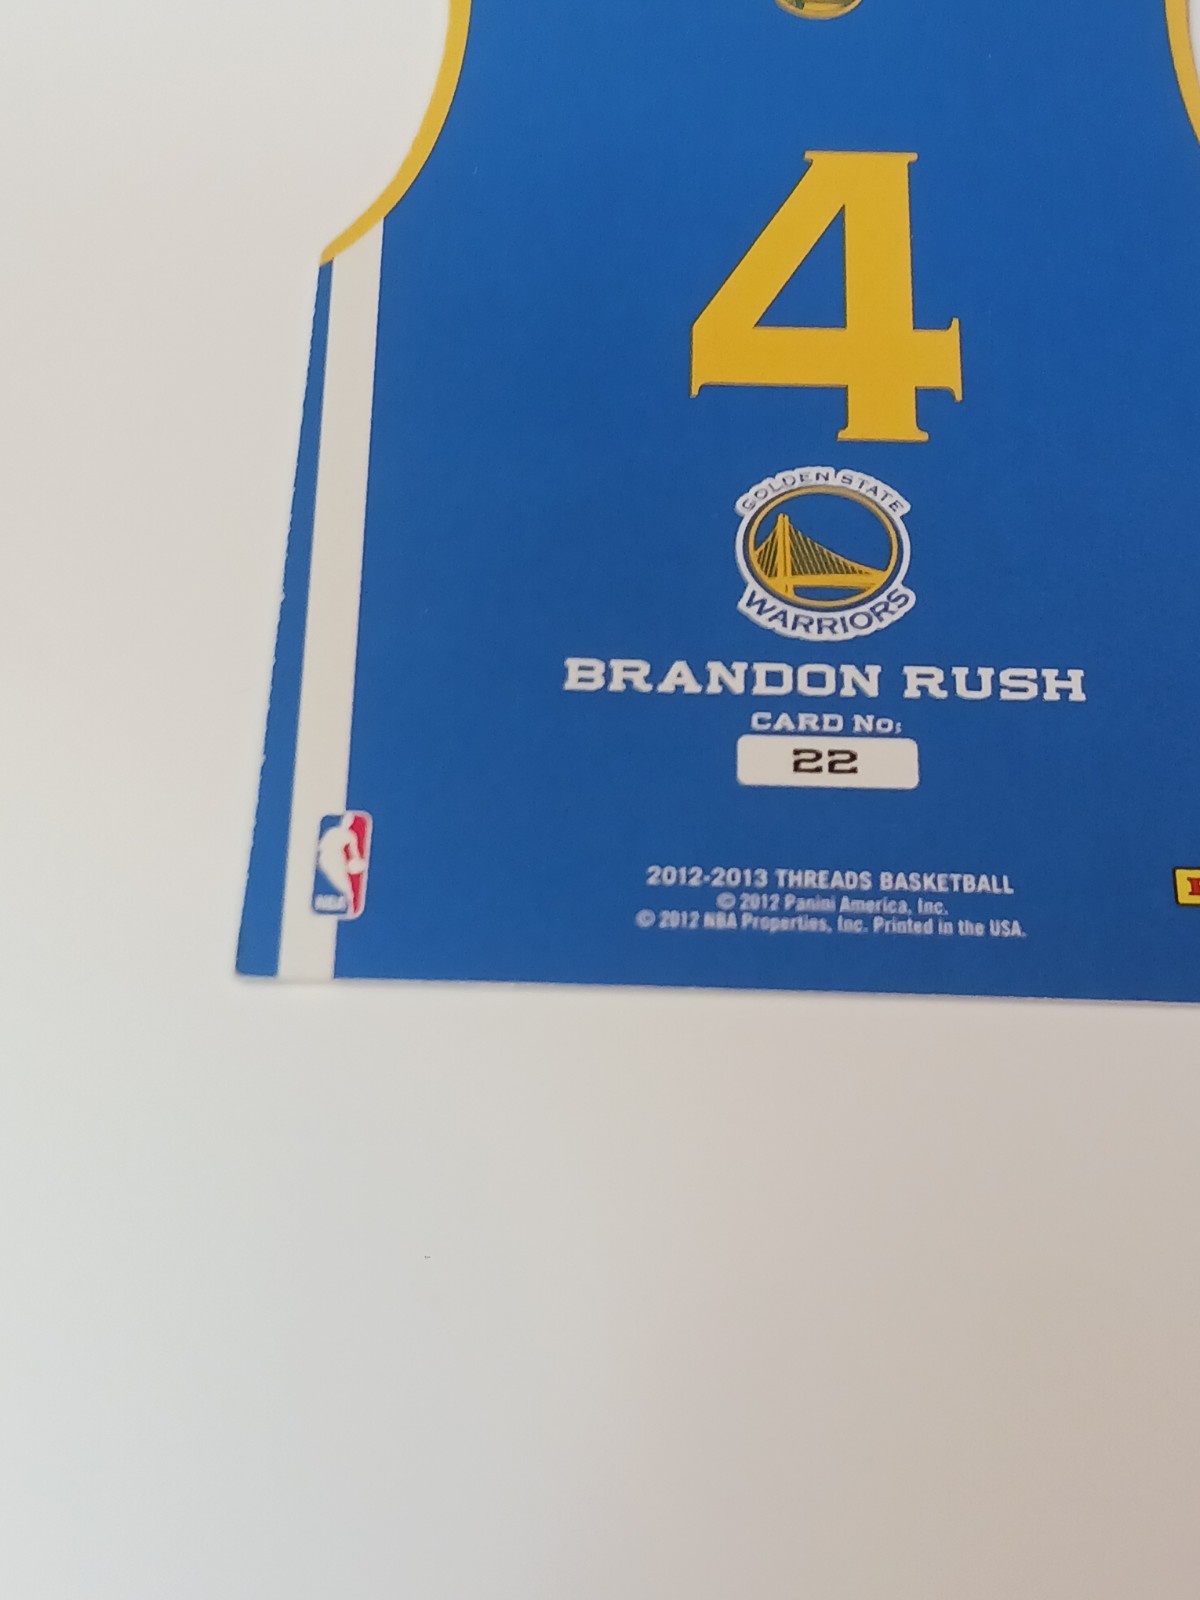 4
GOLDEN STATE
WARRIORS
BRANDON RUSH
CARD No:
22
NBA
2012-2013 THREADS BASKETBALL
© 2012 Panini America, Inc.
© 2012 NBA Properties, Inc. Printed in the USA.